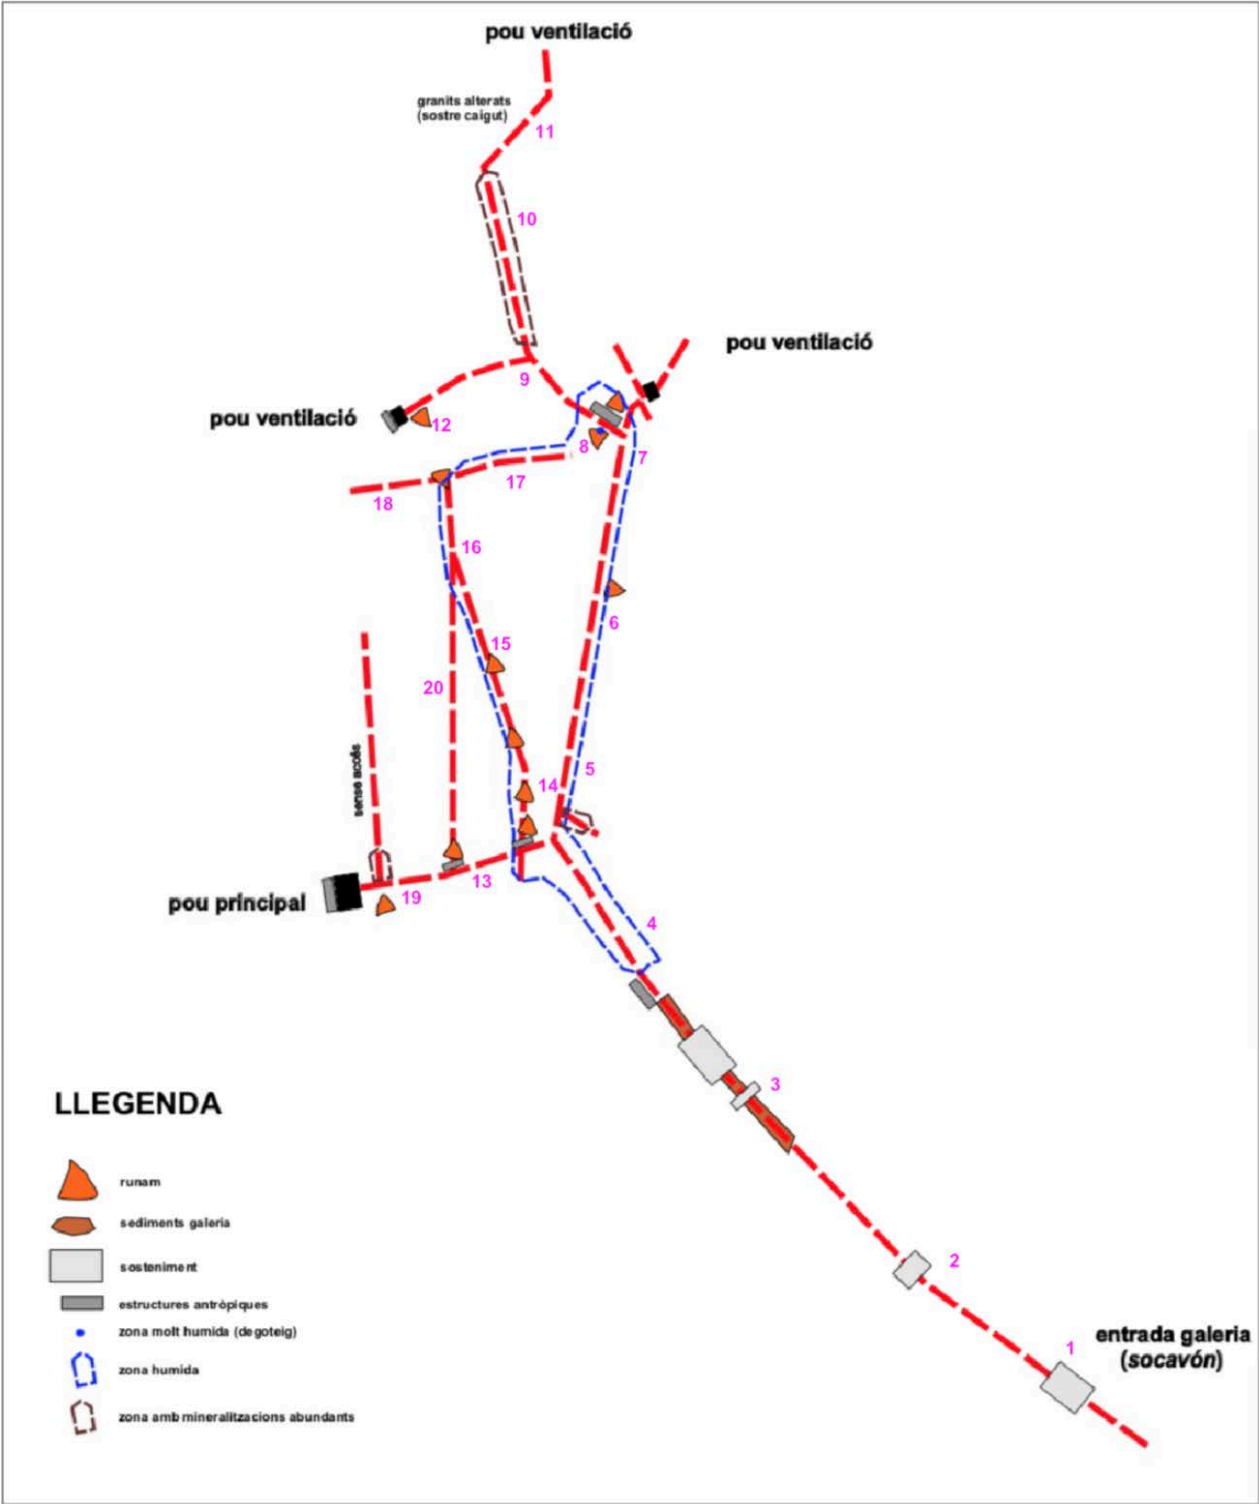 pou ventilació
granits alterats
(sostre caigut)
11
10
pou ventilació
9
pou ventilació
12
8
7
17
18
16
6
15
20
sense accés
5
14
13
19
pou principal
4
3
LLEGENDA
runam
sediments galeria
2
sosteniment
estructures antròpiques
zona molt humida (degoteig)
entrada galeria
(socavón)
1
zona humida
zona amb mineralitzacions abundants